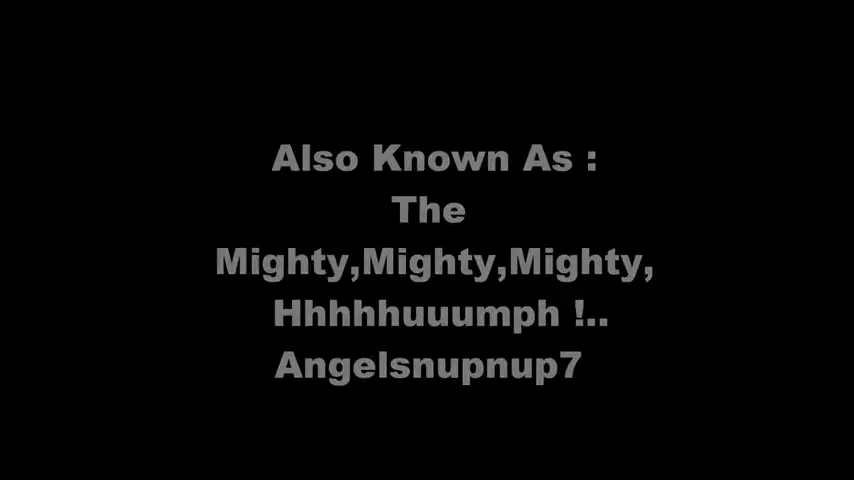 Also Known As :
The
Mighty,Mighty,Mighty,
Hhhhhuuumph !..
Angelsnupnup7